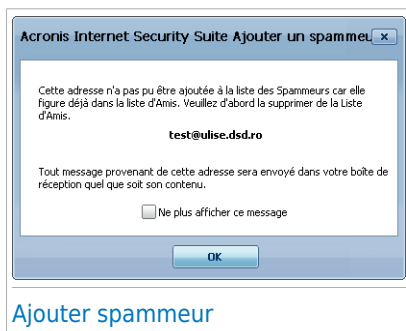 Acronis Internet Security Suite Ajouter un spammeu
Cette adresse n'a pas pu être ajoutée à la liste des Spammeurs car elle
figure déjà dans la liste d'Amis. Veuillez d'abord la supprimer de la Liste
d'Amis.
test@ulise.dsd.ro
Tout message provenant de cette adresse sera envoyé dans votre boîte de
réception quel que soit son contenu.
Ne plus afficher ce message
OK
Ajouter spammeur